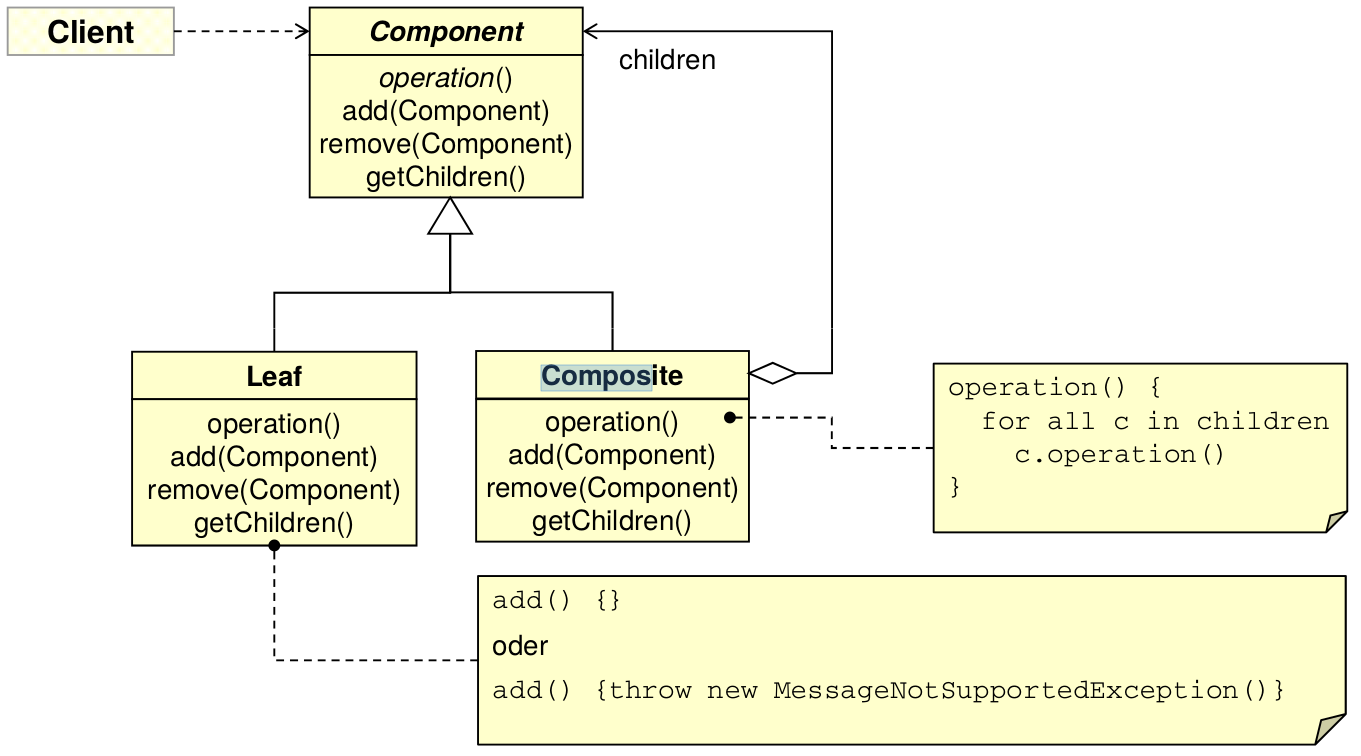 Client
Component
children
operation()
add(Component)
remove(Component)
getChildren()
Leaf
operation()
add(Component)
remove(Component)
getChildren()
Composite
operation()
add(Component)
remove(Component)
getChildren()
operation() {
for all c in children
c.operation()
}
add() {}
oder
add() {throw new MessageNotSupportedException()}